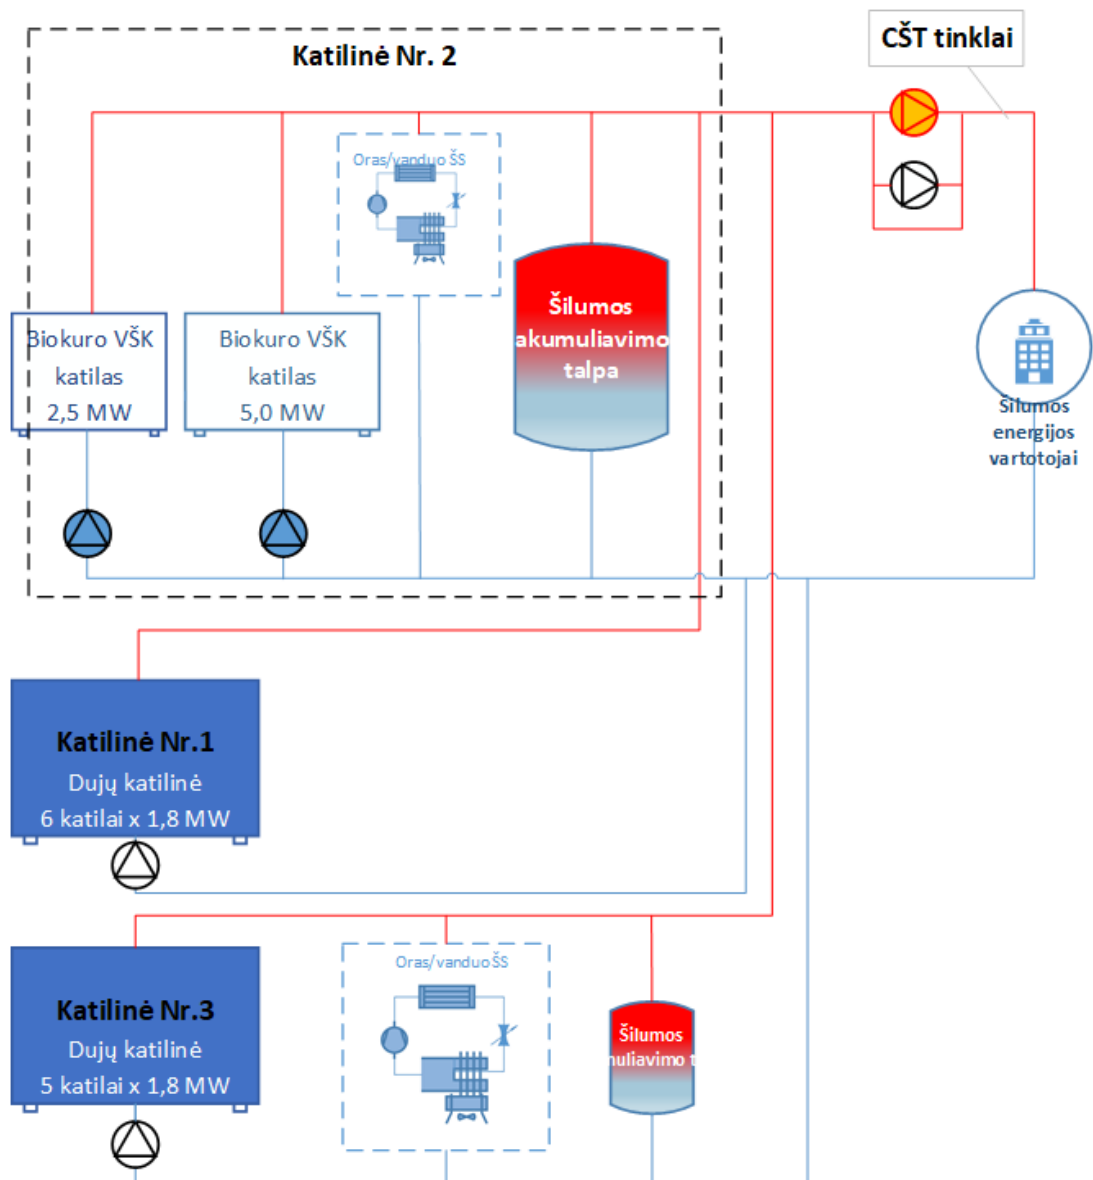 Katilinė Nr. 2
CŠT tinklai
Oras/vanduo ŠS
Biokuro VŠK
katilas
2,5 MW
Biokuro VŠK
katilas
5,0 MW
Šilumos
akumuliavimo
talpa
Šilumos
energijos
vartotojai
Katilinė Nr.1
Dujų katilinė
6 katilai x 1,8 MW
Katilinė Nr.3
Dujų katilinė
5 katilai x 1,8 MW
Oras/vanduo ŠS
Šilumos
muliavimo t